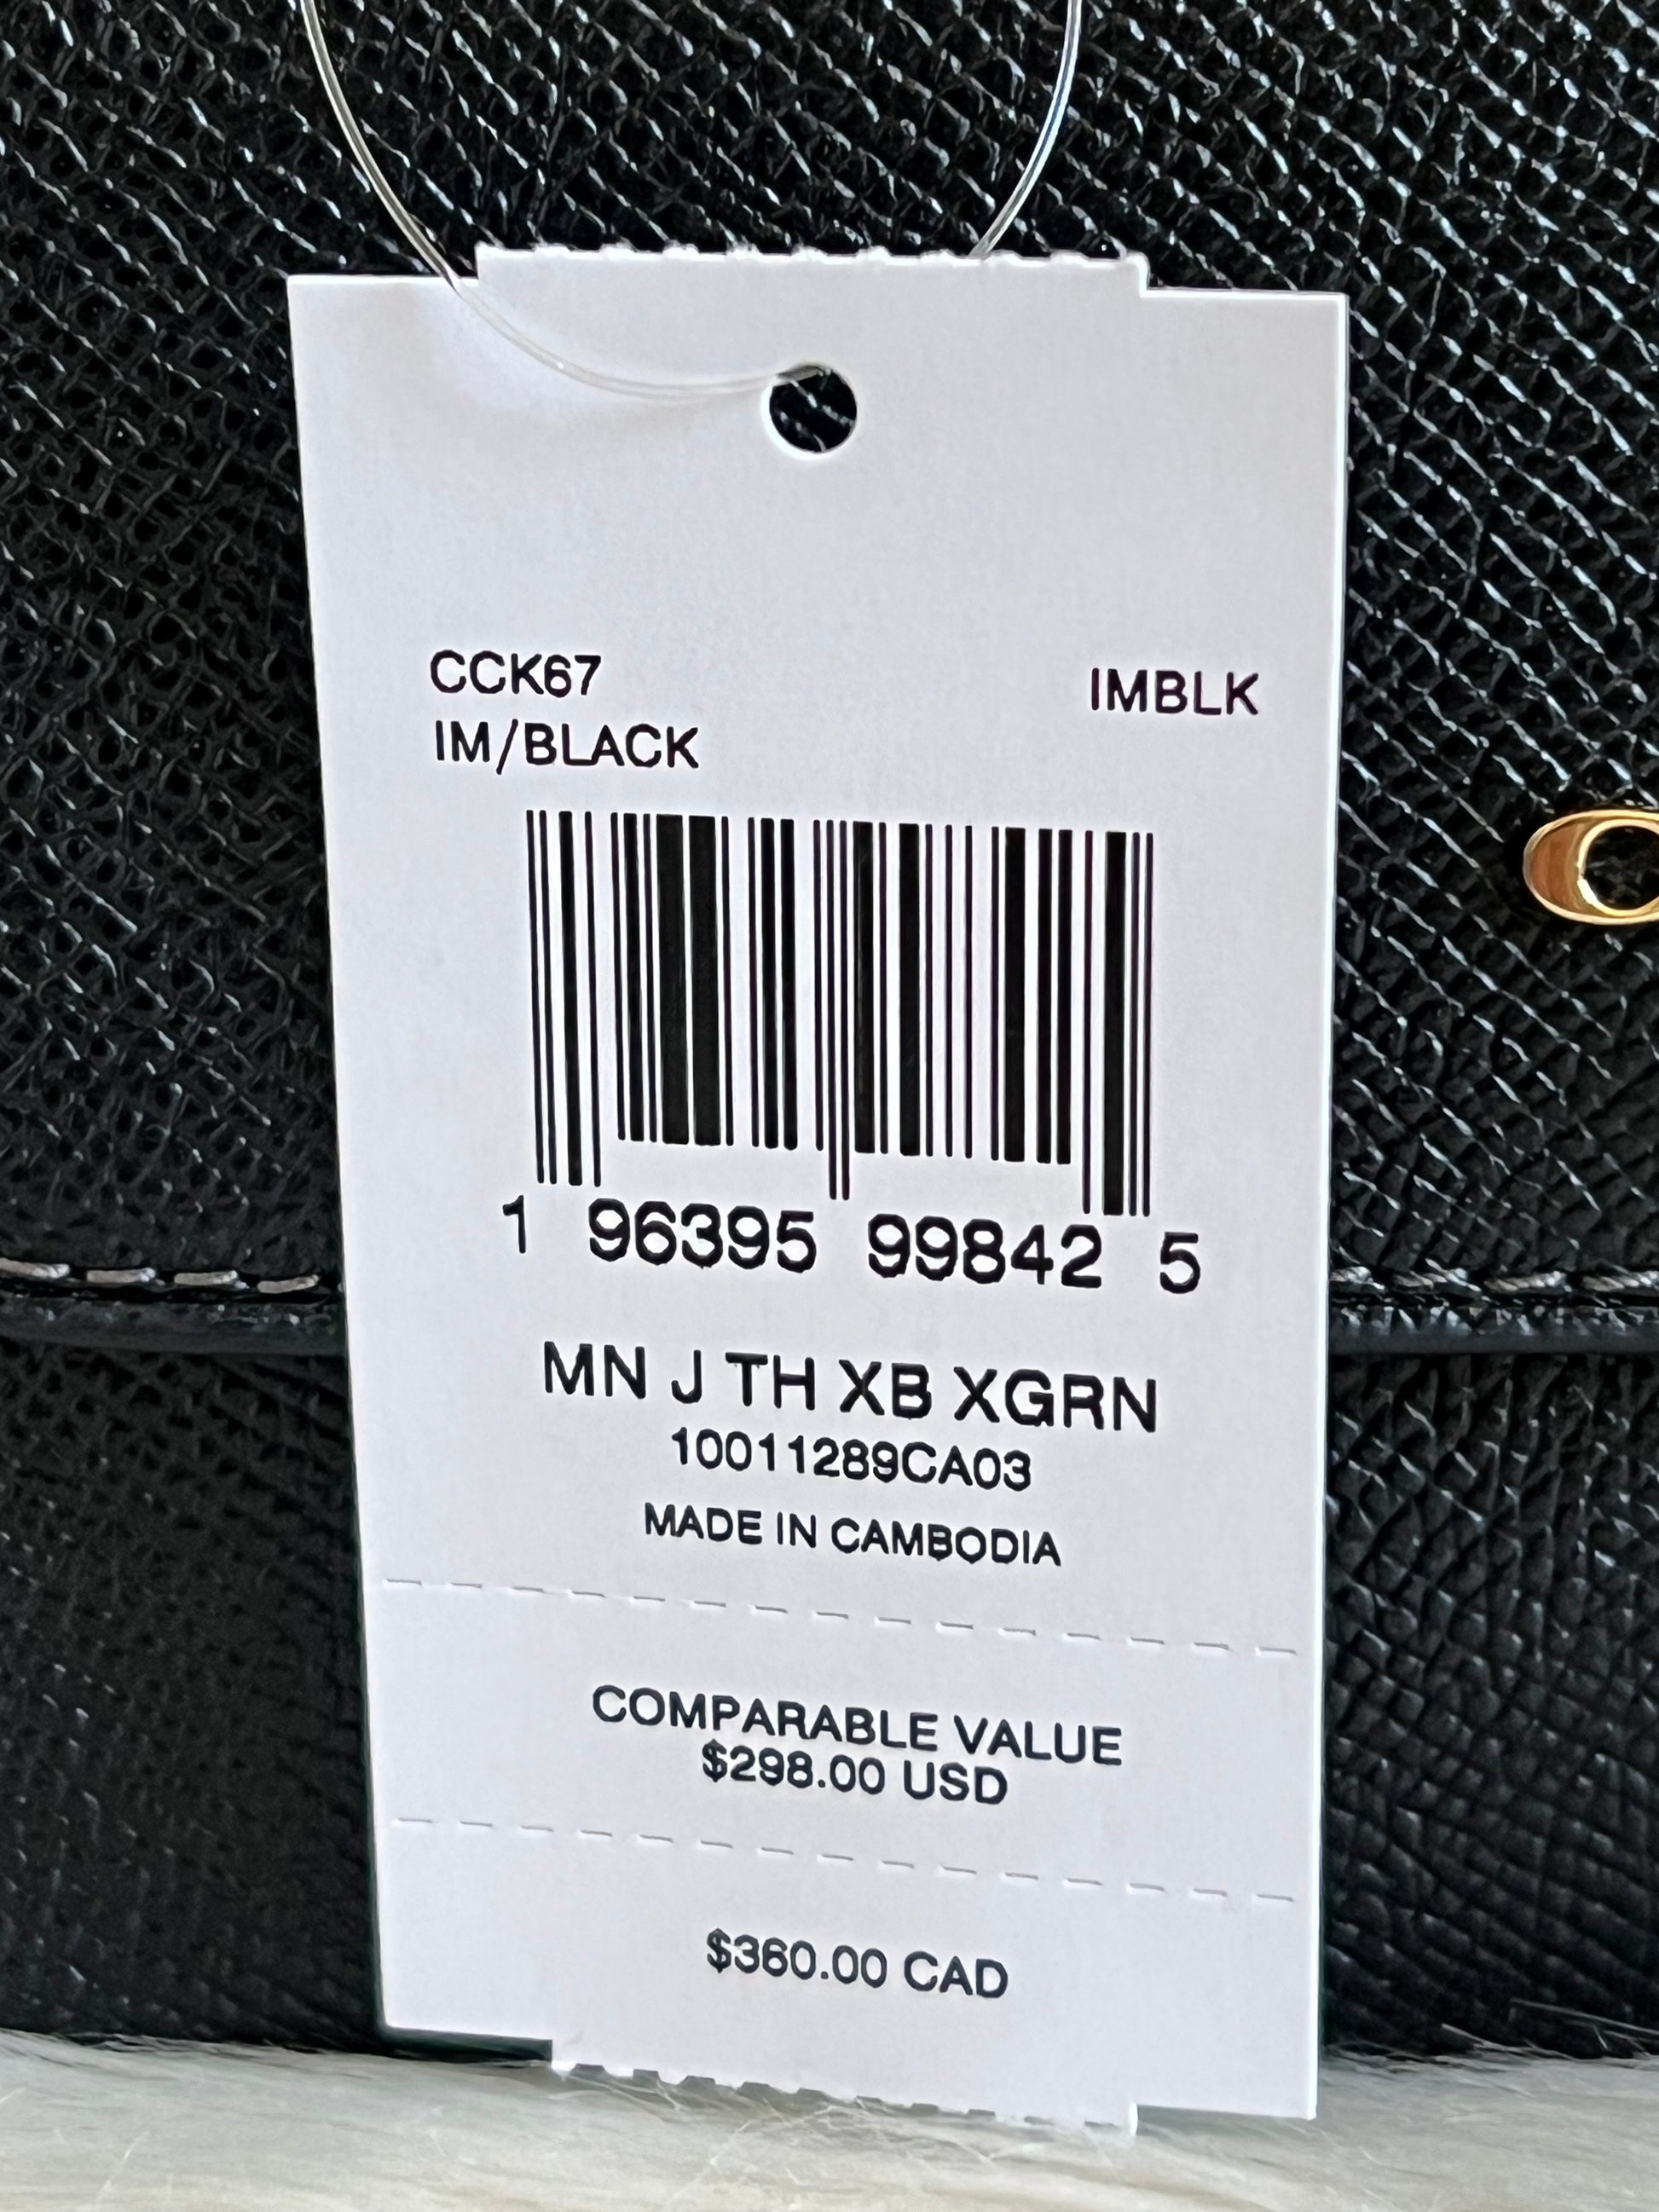 CCK67 IMBLK
IM/BLACK
1 96395 99842 5
MN J TH XB XGRN
10011289CA03
MADE IN CAMBODIA
COMPARABLE VALUE
$298.00 USD
$360.00 CAD